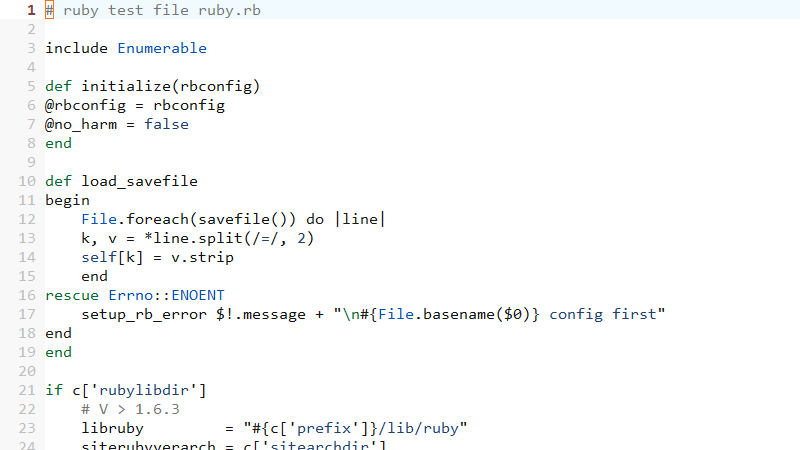 1 # ruby test file ruby.rb
2
3 include Enumerable
4
5 def initialize(rbconfig)
6 @rbconfig = rbconfig
7 @no_harm = false
8 end
9
10 def load_savefile
11 begin
12     File.foreach(savefile()) do |line|
13     k, v = *line.split(/=/, 2)
14     self[k] = v.strip
15     end
16 rescue Errno::ENOENT
17     setup_rb_error $!.message + "\n#{File.basename($0)} config first"
18 end
19 end
20
21 if c['rubylibdir']
22     # V > 1.6.3
23     libruby         = "#{c['prefix']}/lib/ruby"
24     siterubyverarch = c['sitearchdir']